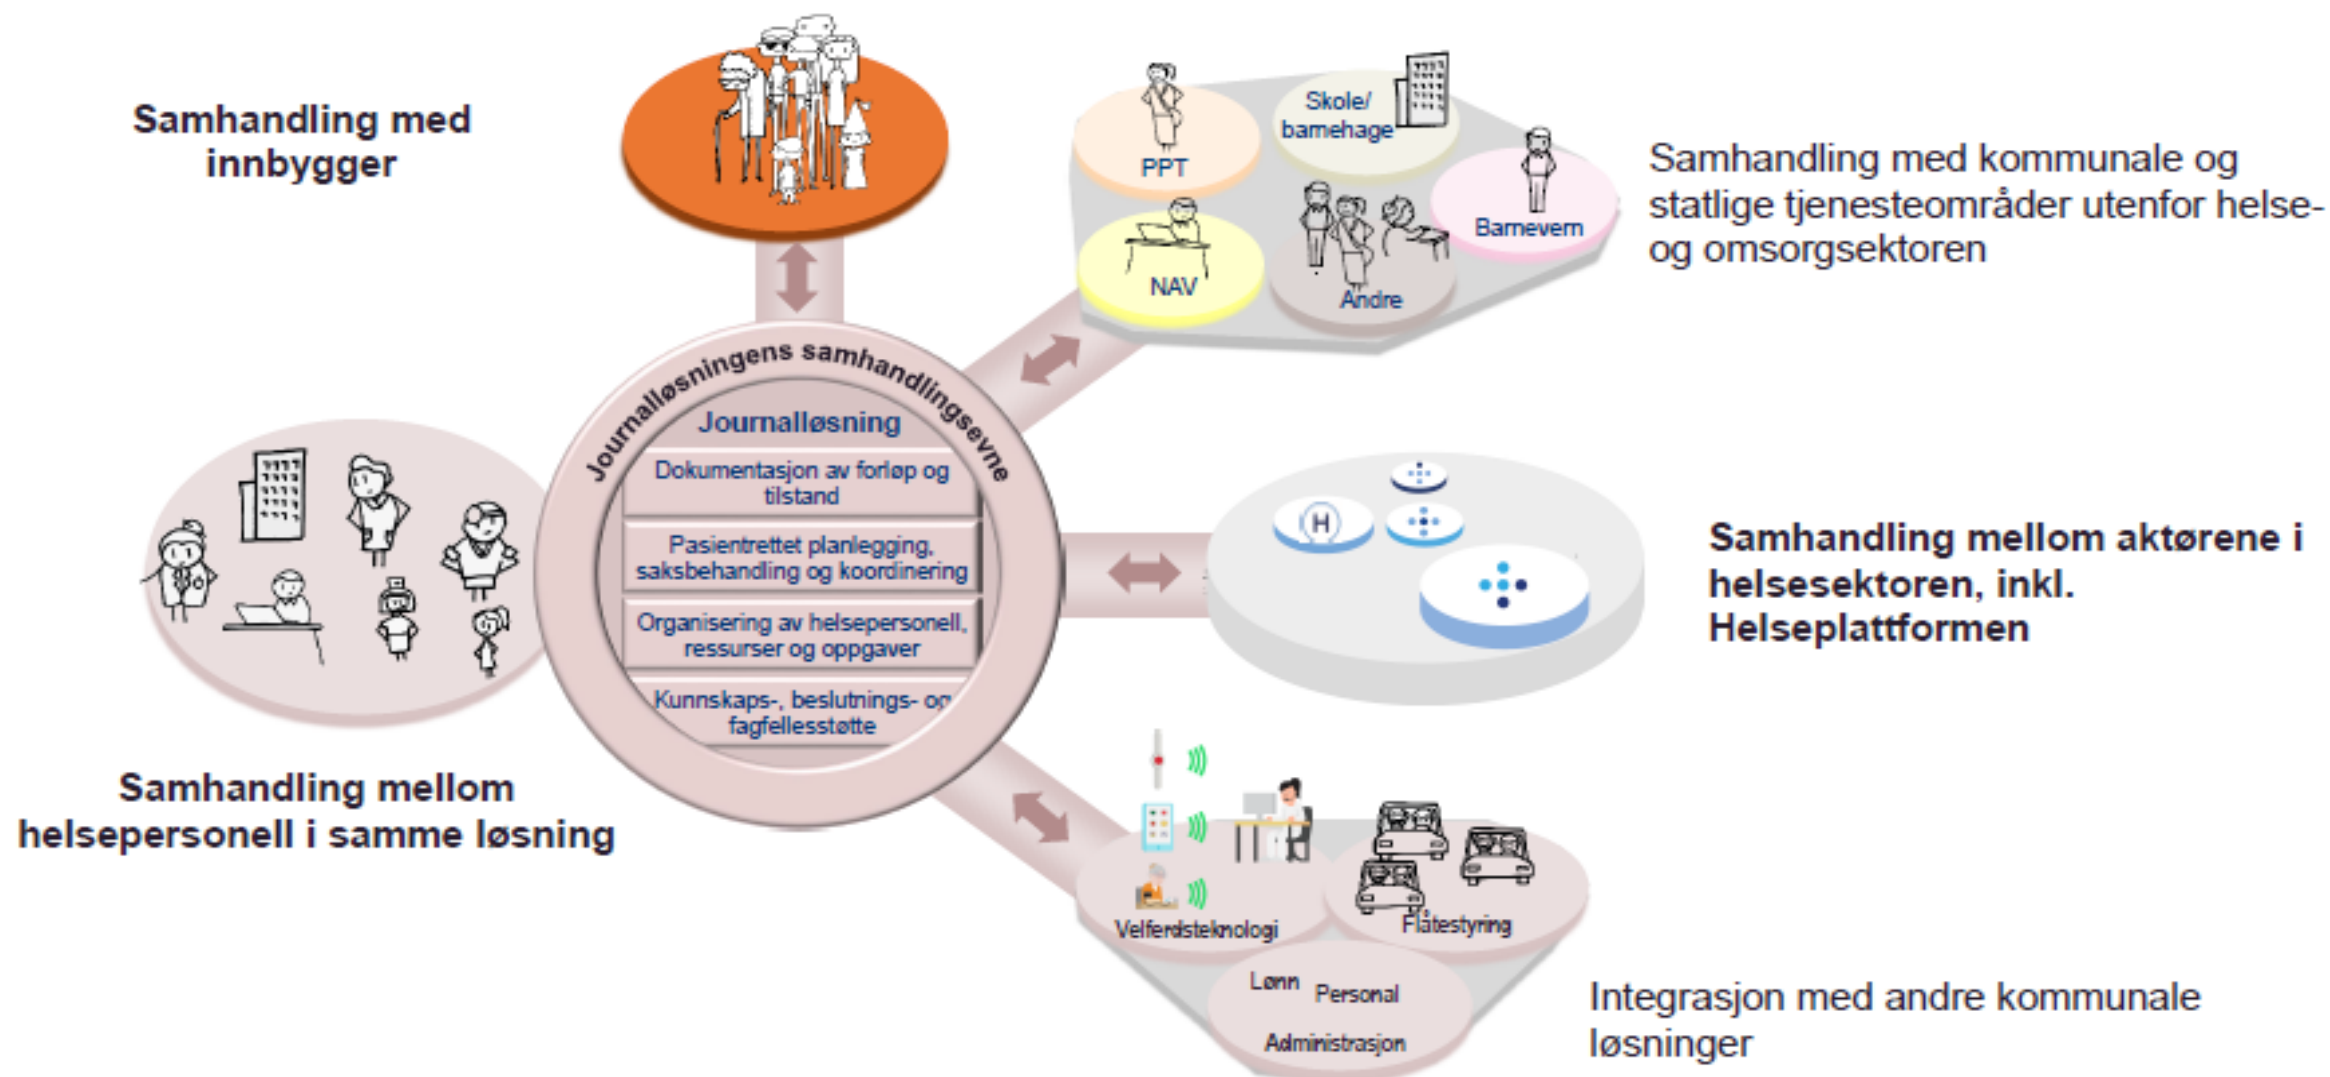 Samhandling med
innbygger
PPT
Skole/
barnehage
Barnevern
NAV
Andre
Samhandling med kommunale og
statlige tjenesteområder utenfor helse-
og omsorgsektoren
Journalløsningens samhandlingsevne
Journalløsning
Dokumentasjon av forløp og
tilstand
Pasientrettet planlegging,
saksbehandling og koordinering
Organisering av helsepersonell,
ressurser og oppgaver
Kunnskaps-, beslutnings- og
fagfellesstøtte
H
Samhandling mellom aktørene i
helsesektoren, inkl.
Helseplattformen
Samhandling mellom
helsepersonell i samme løsning
Velferdsteknologi
Flåtestyring
Lønn
Personal
Administrasjon
Integrasjon med andre kommunale
løsninger